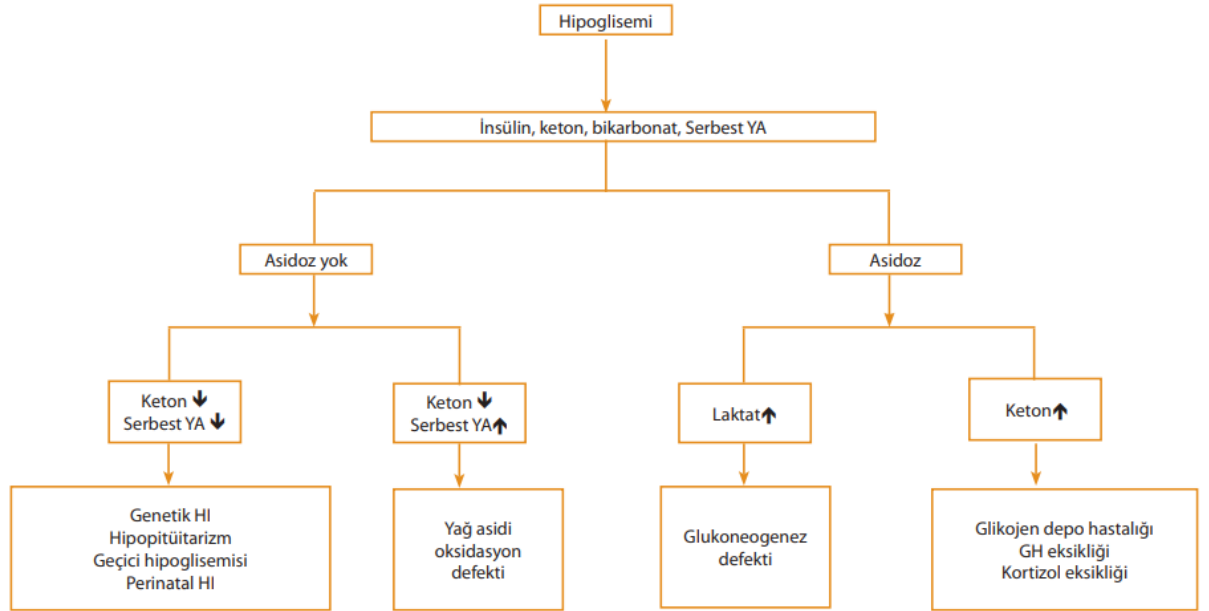 Hipoglisemi
İnsülin, keton, bikarbonat, Serbest YA
Asidoz yok
Asidoz
Keton ↓
Serbest YA ↓
Keton ↓
Serbest YA↑
Laktat↑
Keton↑
Genetik HI
Hipopitüitarizm
Geçici hipoglisemisi
Perinatal HI
Yağ asidi
oksidasyon
defekti
Glukoneogenez
defekti
Glikojen depo hastalığı
GH eksikliği
Kortizol eksikliği